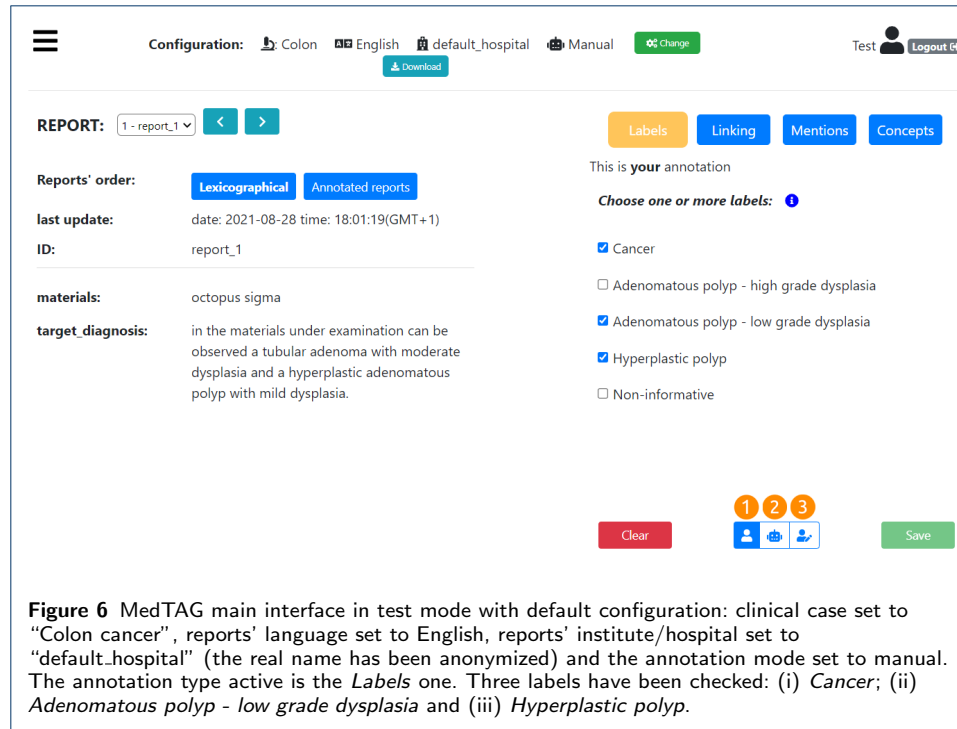 Configuration: : Colon English default_hospital Manual Change
Download
Test Logout
REPORT: 1 - report_1
Reports' order: Lexicographical Annotated reports
last update: date: 2021-08-28 time: 18:01:19(GMT+1)
ID: report_1
materials: octopus sigma
target_diagnosis: in the materials under examination can be
observed a tubular adenoma with moderate
dysplasia and a hyperplastic adenomatous
polyp with mild dysplasia.
Labels Linking Mentions Concepts
This is your annotation
Choose one or more labels:
Cancer
Adenomatous polyp - high grade dysplasia
Adenomatous polyp - low grade dysplasia
Hyperplastic polyp
Non-informative
1 2 3
Clear Save
Figure 6 MedTAG main interface in test mode with default configuration: clinical case set to
“Colon cancer”, reports’ language set to English, reports’ institute/hospital set to
“default_hospital” (the real name has been anonymized) and the annotation mode set to manual.
The annotation type active is the Labels one. Three labels have been checked: (i) Cancer; (ii)
Adenomatous polyp - low grade dysplasia and (iii) Hyperplastic polyp.